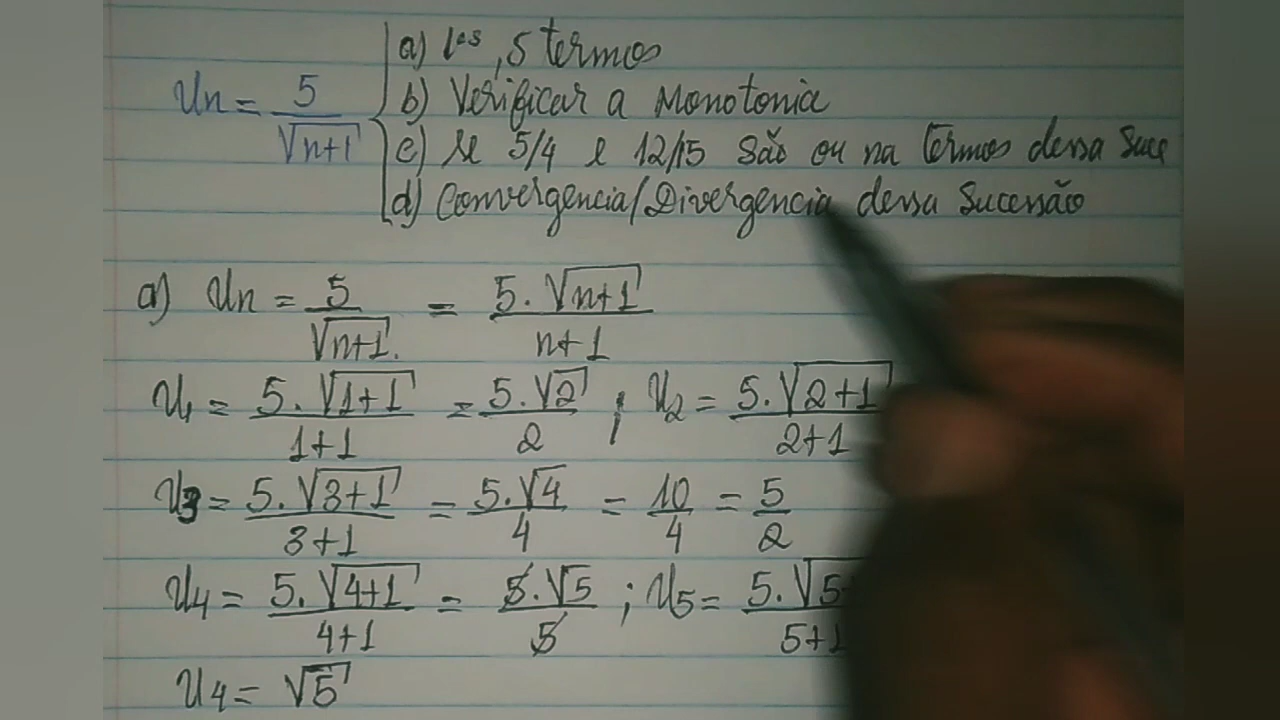 Un = 5/√(n+1)
a) 1os, 5 termos
b) Verificar a Monotonia
c) se 5/4 e 12/15 são ou na termos dessa Suce
d) Convergencia/Divergencia dessa Sucessão
a) Un = 5/√(n+1) = 5.√(n+1)/(n+1)
U1 = 5.√(1+1)/(1+1) = 5.√2/2 ; U2 = 5.√(2+1)/(2+1)
U3 = 5.√(3+1)/(3+1) = 5.√4/4 = 10/4 = 5/2
U4 = 5.√(4+1)/(4+1) = 5.√5/5 ; U5 = 5.√5/5+1
U4 = √5